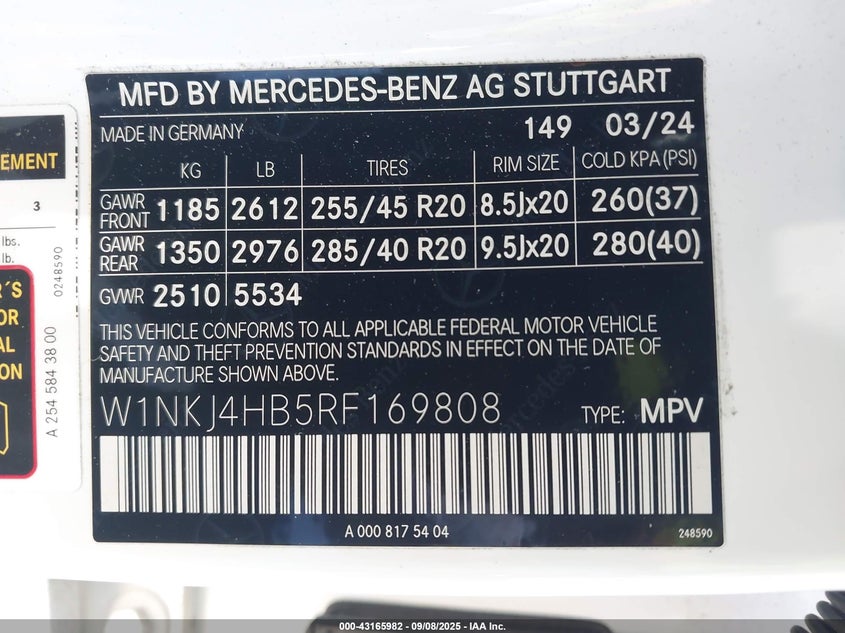 MFD BY MERCEDES-BENZ AG STUTTGART
MADE IN GERMANY 149 03/24
KG LB TIRES RIM SIZE COLD KPA(PSI)
GAWR FRONT 1185 2612 255/45 R20 8.5Jx20 260(37)
GAWR REAR 1350 2976 285/40 R20 9.5Jx20 280(40)
GVWR 2510 5534
THIS VEHICLE CONFORMS TO ALL APPLICABLE FEDERAL MOTOR VEHICLE
SAFETY AND THEFT PREVENTION STANDARDS IN EFFECT ON THE DATE OF
MANUFACTURE SHOWN ABOVE.
W1NKJ4HB5RF169808 TYPE: MPV
A 000 817 54 04 248590
EMENT
3
lbs.
lb.
R´S
OR
AL
ION
0248590
A 254 584 38 00
000-43165982 - 09/08/2025 - IAA Inc.